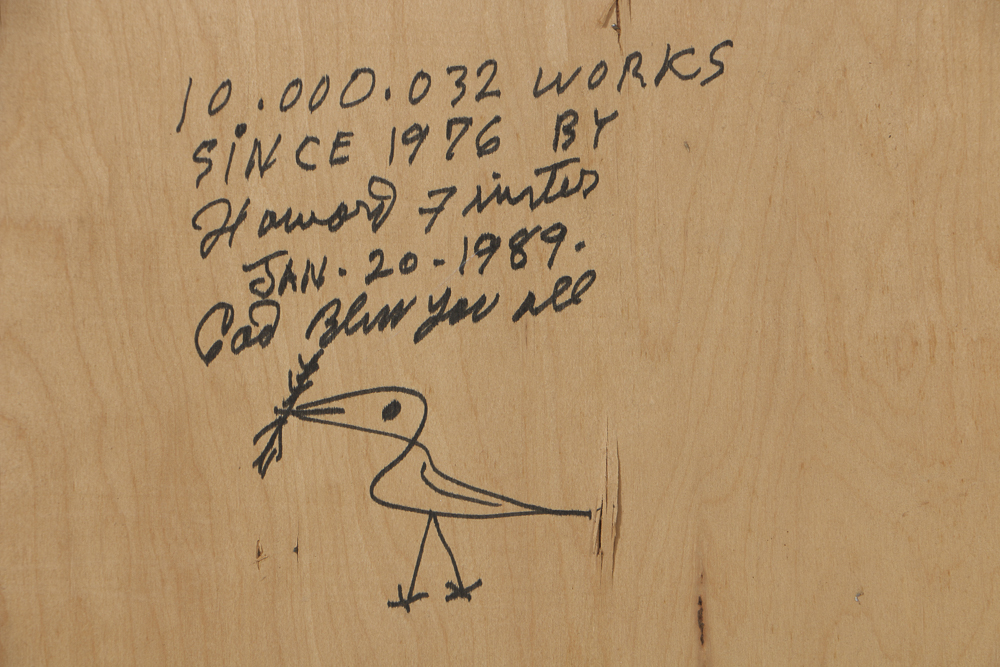 10.000.032 WORKS
SiNCE 1976 BY
Howard Finster
JAN. 20-1989.
God Bless you all